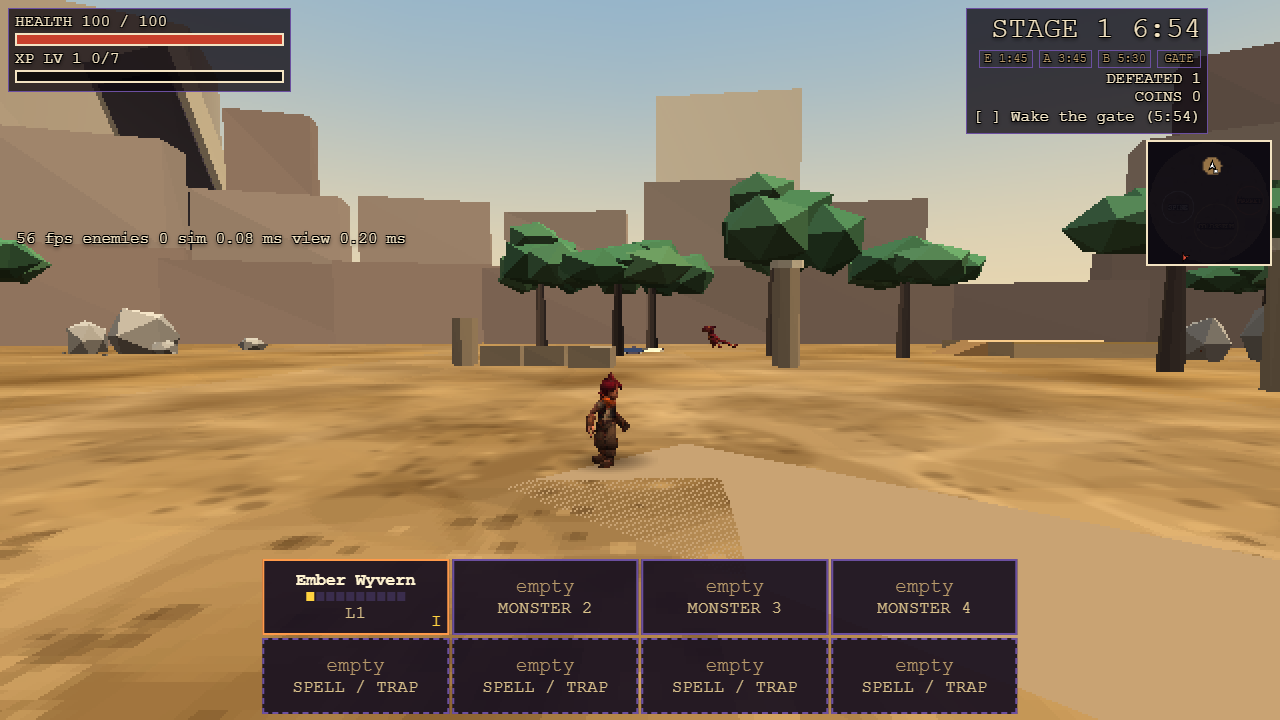 HEALTH 100 / 100
XP LV 1 0/7
STAGE 1 6:54
E 1:45 A 3:45 B 5:30 GATE
DEFEATED 1
COINS 0
[ ] Wake the gate (5:54)
56 fps enemies 0 sim 0.08 ms view 0.20 ms
Ember Wyvern
L1
I
empty
MONSTER 2
empty
MONSTER 3
empty
MONSTER 4
empty
SPELL / TRAP
empty
SPELL / TRAP
empty
SPELL / TRAP
empty
SPELL / TRAP